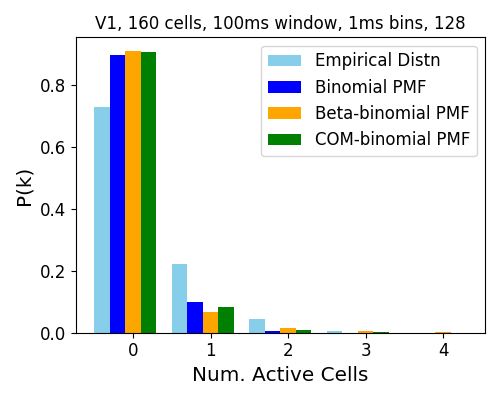 V1, 160 cells, 100ms window, 1ms bins, 128
Empirical Distn
Binomial PMF
Beta-binomial PMF
COM-binomial PMF
P(k)
0.8
0.6
0.4
0.2
0.0
0 1 2 3 4
Num. Active Cells